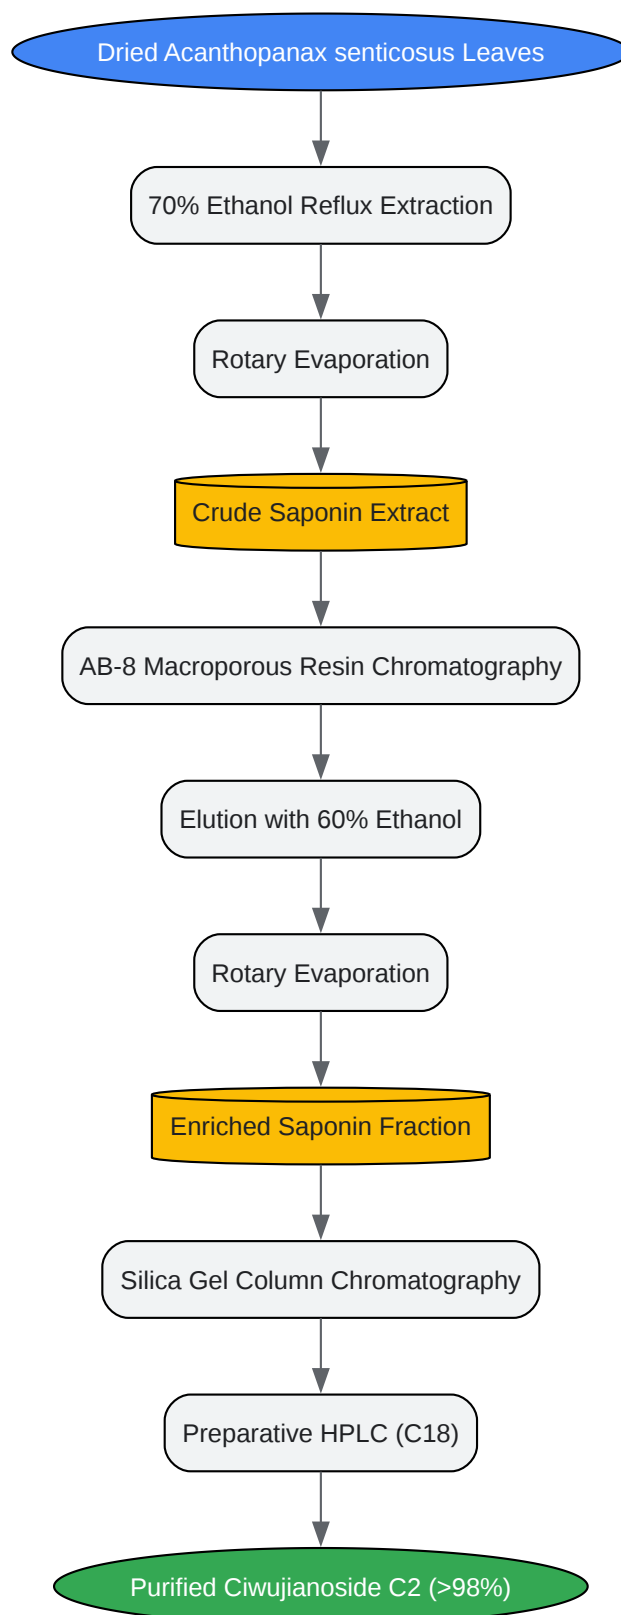 Dried Acanthopanax senticosus Leaves
70% Ethanol Reflux Extraction
Rotary Evaporation
Crude Saponin Extract
AB-8 Macroporous Resin Chromatography
Elution with 60% Ethanol
Rotary Evaporation
Enriched Saponin Fraction
Silica Gel Column Chromatography
Preparative HPLC (C18)
Purified Ciwujianoside C2 (>98%)